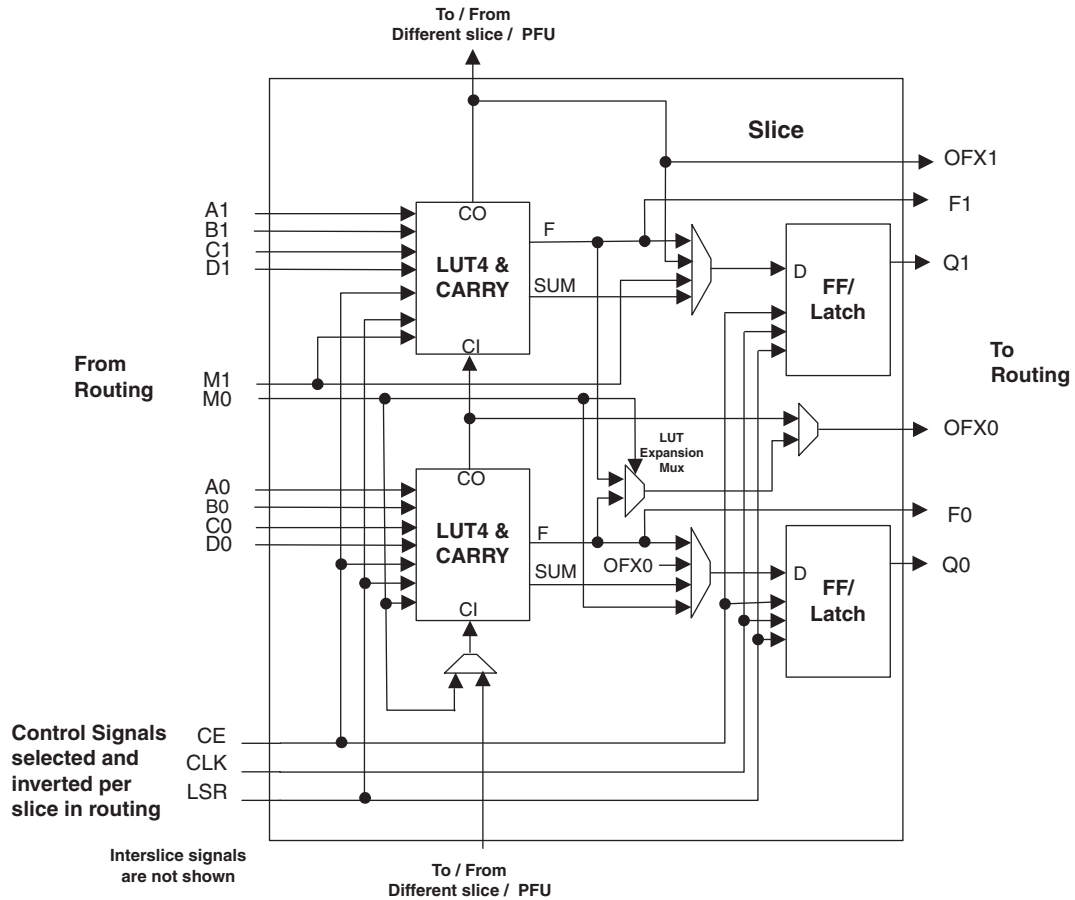 To / From
Different slice / PFU
Slice
OFX1
F1
A1
B1
C1
D1
CO
LUT4 &
CARRY
CI
F
SUM
D
FF/
Latch
Q1
From
Routing
M1
M0
To
Routing
OFX0
LUT
Expansion
Mux
A0
B0
C0
D0
CO
LUT4 &
CARRY
CI
F
SUM
OFX0
D
FF/
Latch
F0
Q0
Control Signals
selected and
inverted per
slice in routing
CE
CLK
LSR
Interslice signals
are not shown
To / From
Different slice / PFU